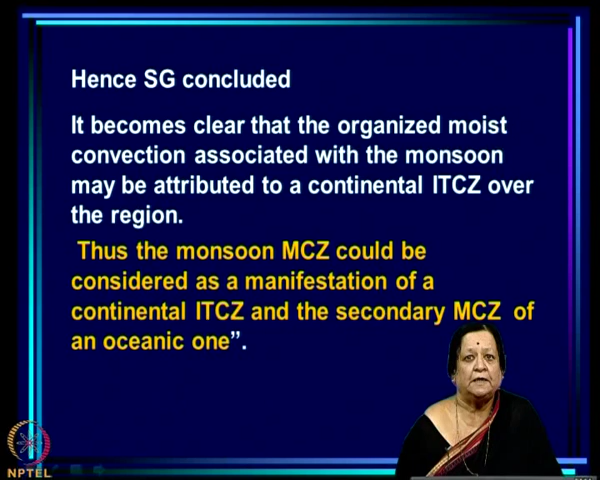 Hence SG concluded
It becomes clear that the organized moist
convection associated with the monsoon
may be attributed to a continental ITCZ over
the region.
Thus the monsoon MCZ could be
considered as a manifestation of a
continental ITCZ and the secondary MCZ of
an oceanic one”.
NPTEL